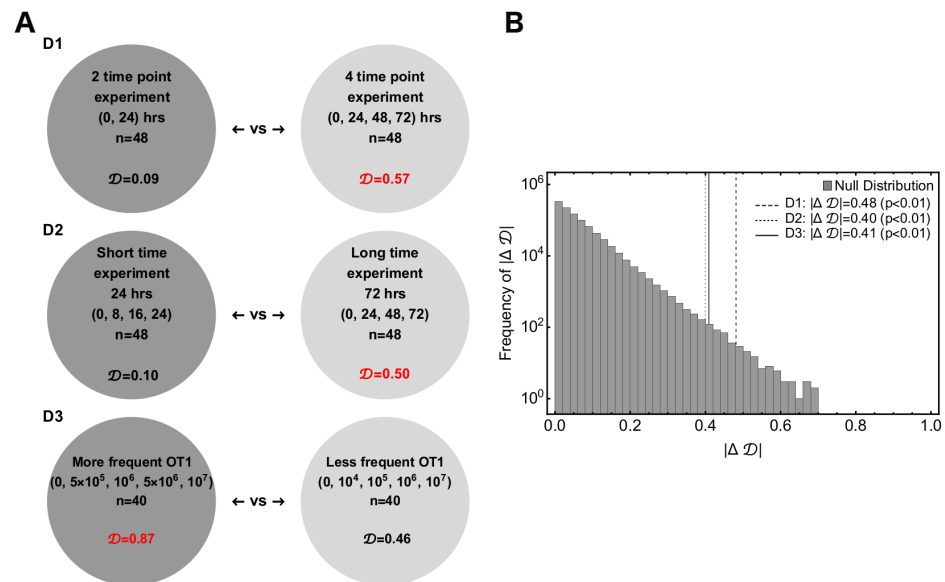 A
D1
2 time point
experiment
(0, 24) hrs
n=48
𝒟=0.09
← vs →
4 time point
experiment
(0, 24, 48, 72) hrs
n=48
𝒟=0.57
D2
Short time
experiment
24 hrs
(0, 8, 16, 24)
n=48
𝒟=0.10
← vs →
Long time
experiment
72 hrs
(0, 24, 48, 72)
n=48
𝒟=0.50
D3
More frequent OT1
(0, 5×10⁵, 10⁶, 5×10⁶, 10⁷)
n=40
𝒟=0.87
← vs →
Less frequent OT1
(0, 10⁴, 10⁵, 10⁶, 10⁷)
n=40
𝒟=0.46
B
Frequency of |Δ 𝒟|
10⁶
10⁴
10²
10⁰
Null Distribution
D1: |Δ 𝒟|=0.48 (p<0.01)
D2: |Δ 𝒟|=0.40 (p<0.01)
D3: |Δ 𝒟|=0.41 (p<0.01)
0.0 0.2 0.4 0.6 0.8 1.0
|Δ 𝒟|